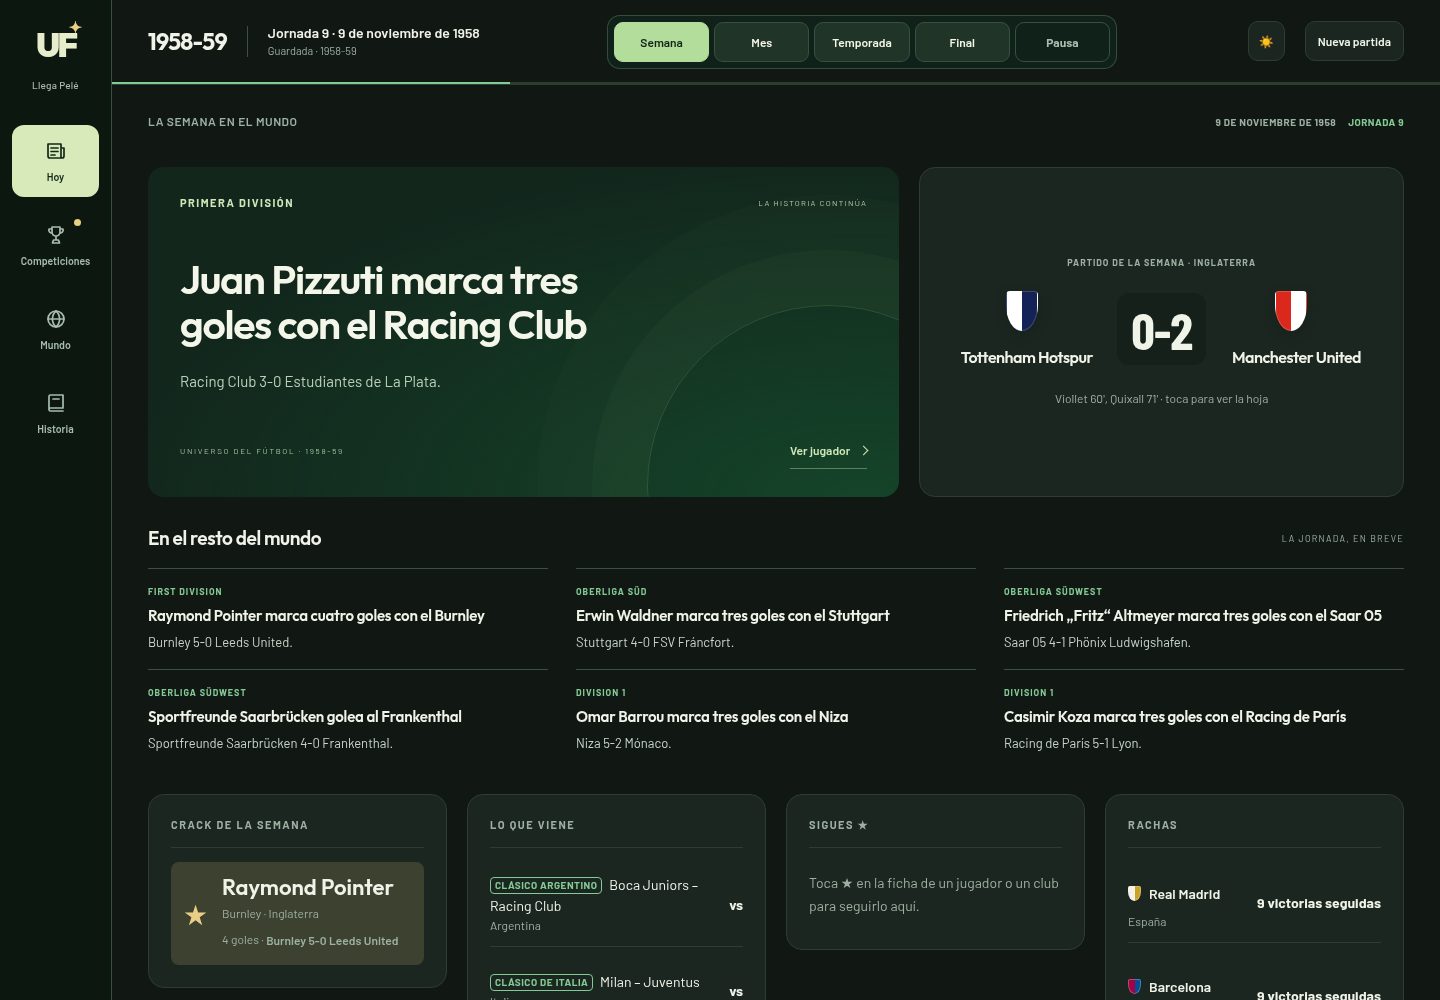 UF
Llega Pelé
Hoy
Competiciones
Mundo
Historia
1958-59
Jornada 9 · 9 de noviembre de 1958
Guardada · 1958-59
Semana
Mes
Temporada
Final
Pausa
Nueva partida
LA SEMANA EN EL MUNDO
9 DE NOVIEMBRE DE 1958 JORNADA 9
PRIMERA DIVISIÓN
LA HISTORIA CONTINÚA
Juan Pizzuti marca tres
goles con el Racing Club
Racing Club 3-0 Estudiantes de La Plata.
UNIVERSO DEL FÚTBOL · 1958-59
Ver jugador
PARTIDO DE LA SEMANA · INGLATERRA
Tottenham Hotspur
0-2
Manchester United
Viollet 60', Quixall 71' · toca para ver la hoja
En el resto del mundo
LA JORNADA, EN BREVE
FIRST DIVISION
Raymond Pointer marca cuatro goles con el Burnley
Burnley 5-0 Leeds United.
OBERLIGA SÜD
Erwin Waldner marca tres goles con el Stuttgart
Stuttgart 4-0 FSV Fráncfort.
OBERLIGA SÜDWEST
Friedrich „Fritz“ Altmeyer marca tres goles con el Saar 05
Saar 05 4-1 Phönix Ludwigshafen.
OBERLIGA SÜDWEST
Sportfreunde Saarbrücken golea al Frankenthal
Sportfreunde Saarbrücken 4-0 Frankenthal.
DIVISION 1
Omar Barrou marca tres goles con el Niza
Niza 5-2 Mónaco.
DIVISION 1
Casimir Koza marca tres goles con el Racing de París
Racing de París 5-1 Lyon.
CRACK DE LA SEMANA
★
Raymond Pointer
Burnley · Inglaterra
4 goles · Burnley 5-0 Leeds United
LO QUE VIENE
CLÁSICO ARGENTINO Boca Juniors –
Racing Club
vs
Argentina
CLÁSICO DE ITALIA Milan – Juventus
vs
SIGUES ★
Toca ★ en la ficha de un jugador o un club
para seguirlo aquí.
RACHAS
Real Madrid
9 victorias seguidas
España
Barcelona
9 victorias seguidas